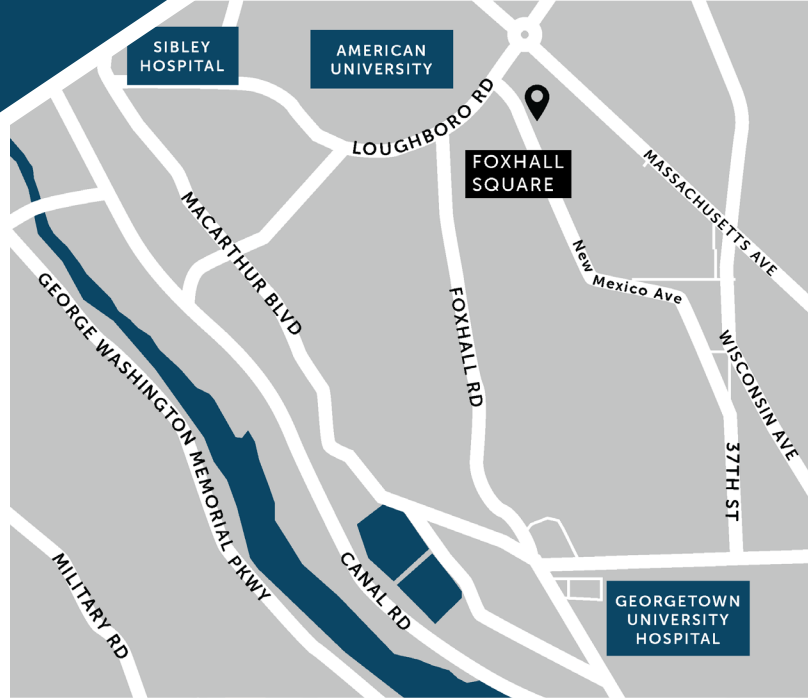 SIBLEY
HOSPITAL
AMERICAN
UNIVERSITY
LOUGHBORO RD
FOXHALL
SQUARE
MASSACHUSETTS AVE
MACARTHUR BLVD
New Mexico Ave
GEORGE WASHINGTON MEMORIAL PKWY
FOXHALL RD
WISCONSIN AVE
37TH ST
CANAL RD
MILITARY RD
GEORGETOWN
UNIVERSITY
HOSPITAL